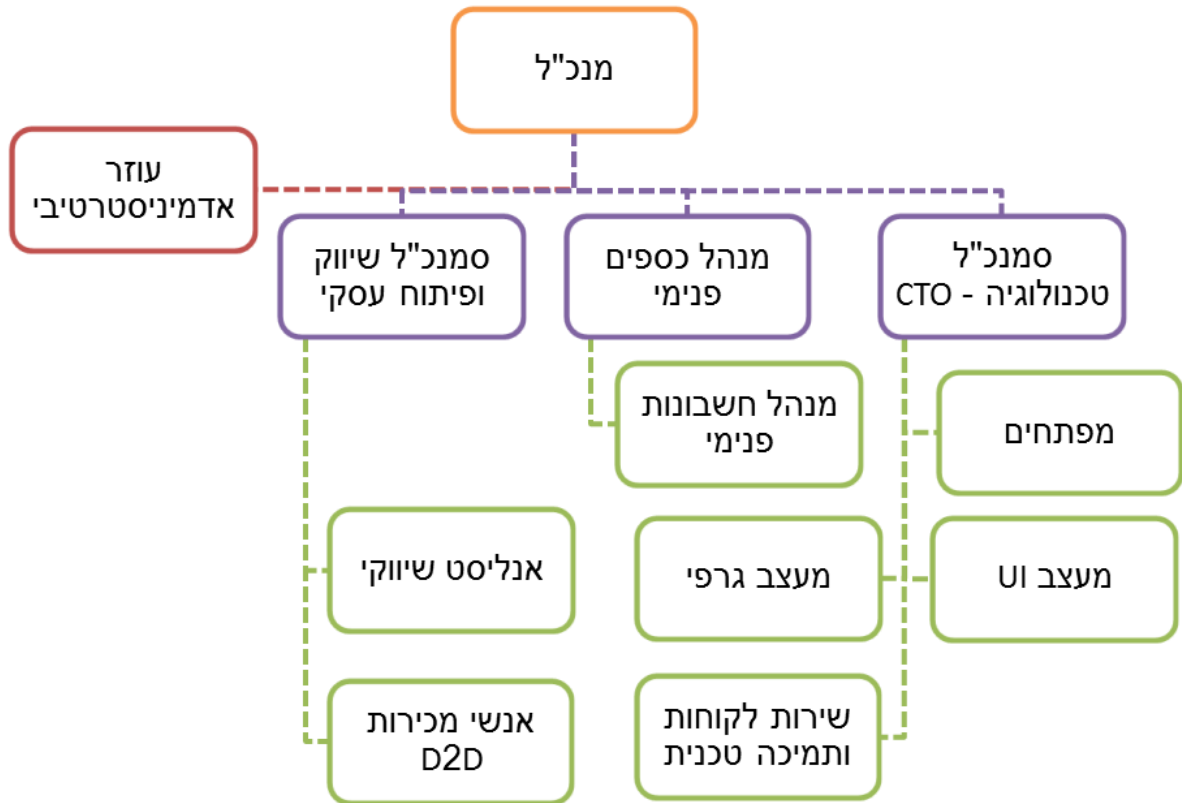 מנכ"ל
עוזר
אדמיניסטרטיבי
סמנכ"ל
טכנולוגיה - CTO
מנהל כספים
פנימי
סמנכ"ל שיווק
ופיתוח עסקי
מפתחים
מנהל חשבונות
פנימי
מעצב UI
מעצב גרפי
אנליסט שיווקי
שירות לקוחות
ותמיכה טכנית
אנשי מכירות
D2D